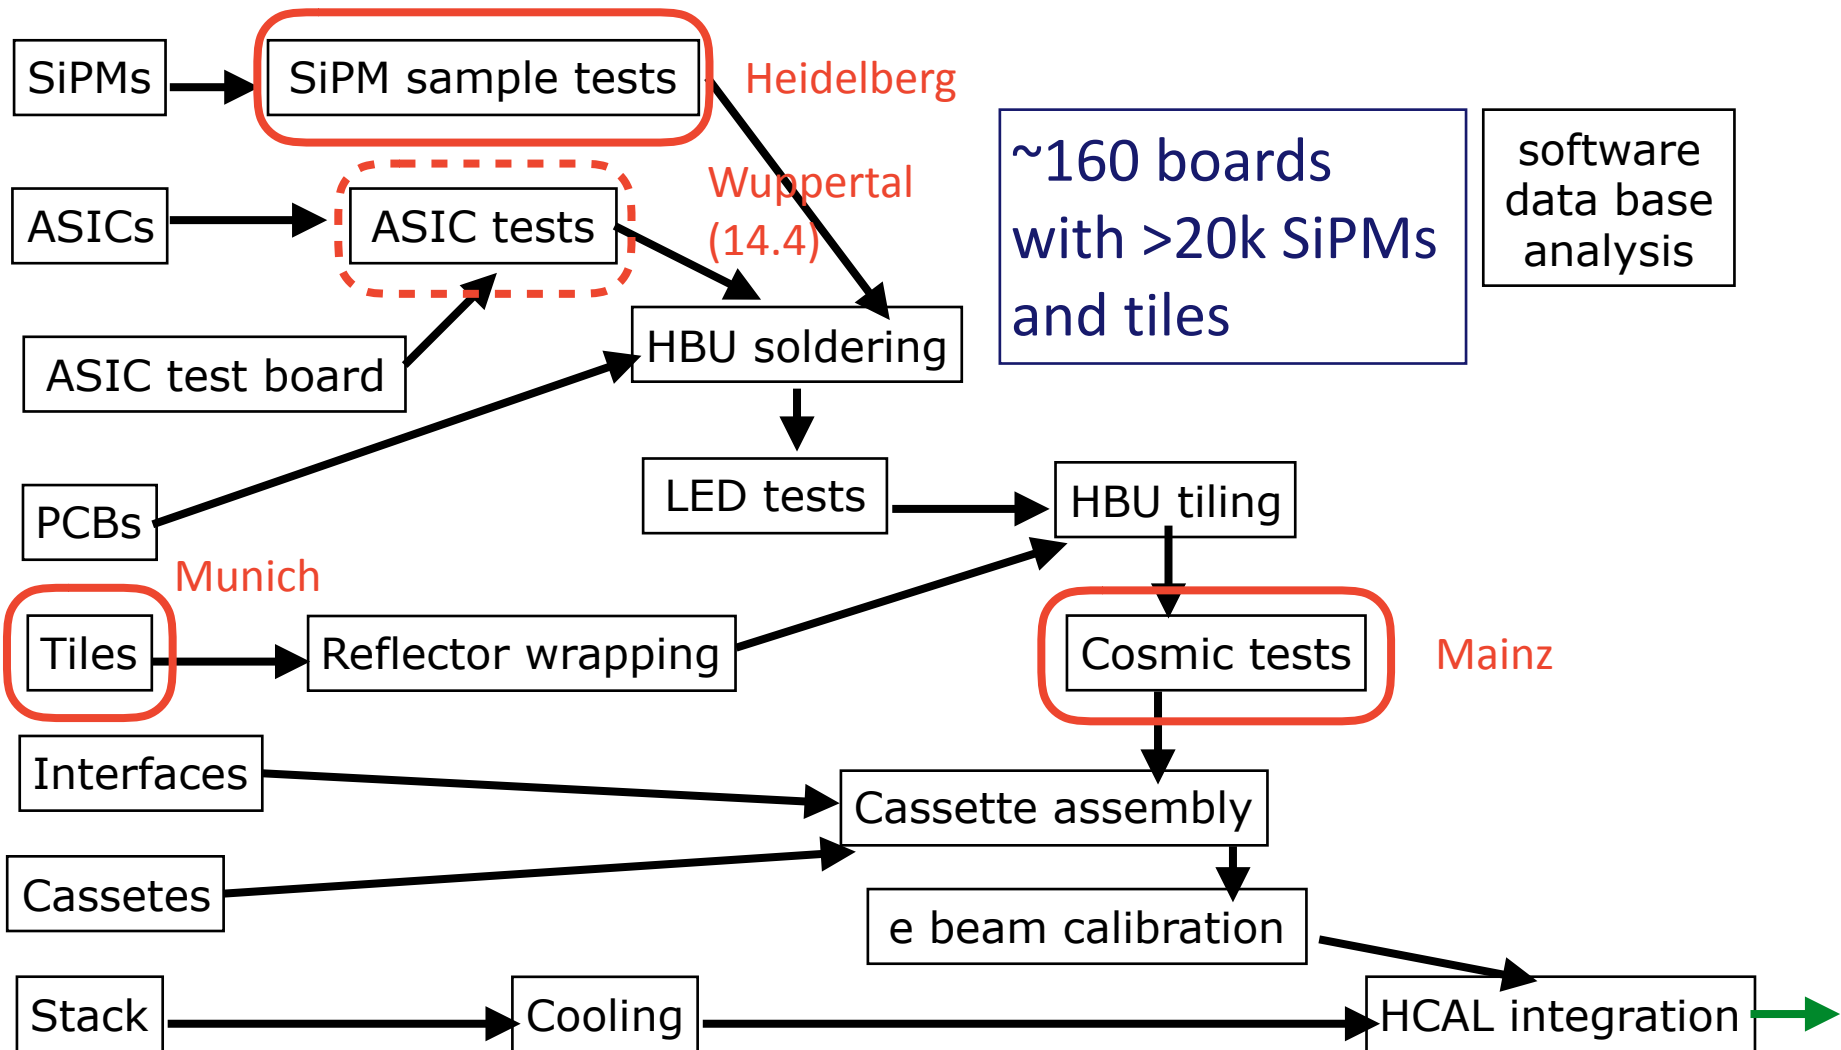 SiPMs
SiPM sample tests
Heidelberg
~160 boards
with >20k SiPMs
and tiles
software
data base
analysis
ASICs
ASIC tests
Wuppertal
(14.4)
ASIC test board
HBU soldering
PCBs
LED tests
HBU tiling
Munich
Tiles
Reflector wrapping
Cosmic tests
Mainz
Interfaces
Cassette assembly
Cassetes
e beam calibration
Stack
Cooling
HCAL integration